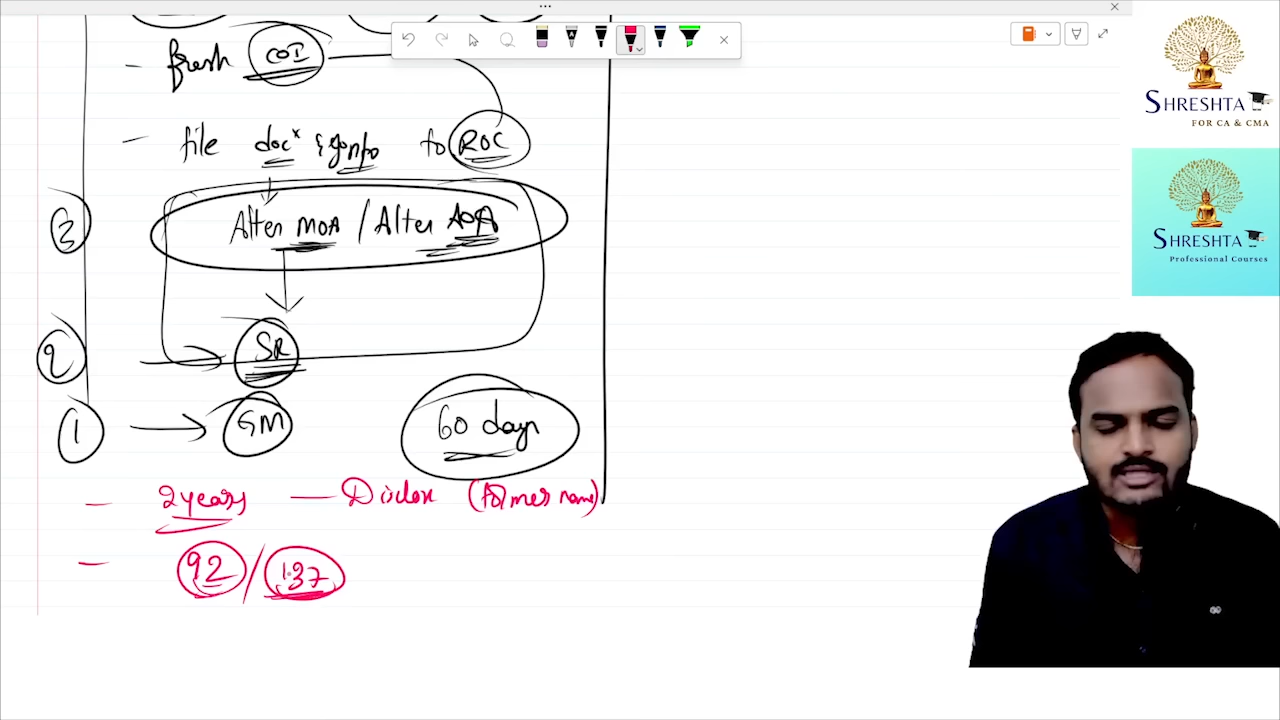 - fresh COI
- file doc* & info to ROC
3 Alter MOA / Alter AOA
2 → SR
1 → GM 60 days
- 2 years — Disclose (former name)
- 92 / 137
SHRESHTA
FOR CA & CMA
SHRESHTA
Professional Courses